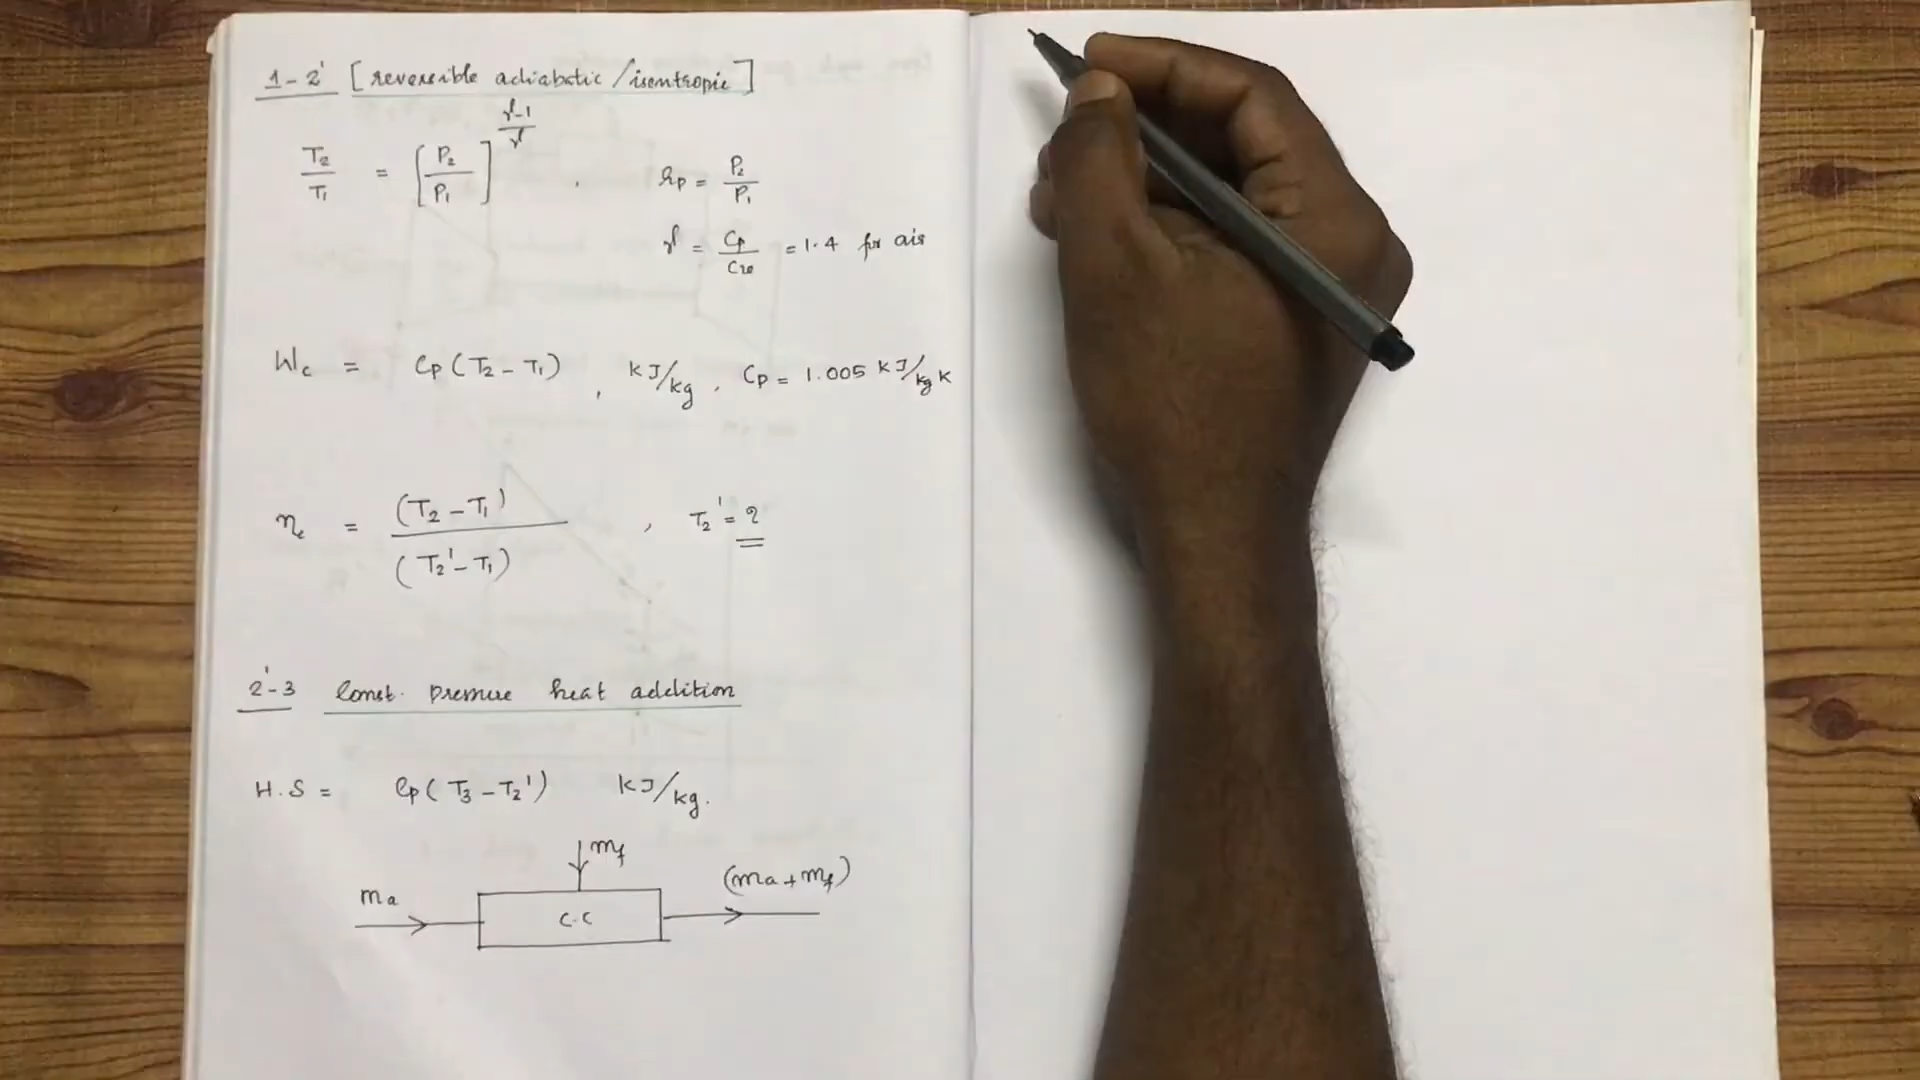 1-2' [reversible adiabatic/isentropic]
T₂/T₁ = [P₂/P₁]^(γ-1)/γ , rp = P₂/P₁
γ = Cp/Cv = 1.4 for air
Wc = Cp (T₂ - T₁) , kJ/kg , Cp = 1.005 kJ/kg K
ηc = (T₂ - T₁)/(T₂' - T₁) , T₂' = ?
2'-3 Const. pressure heat addition
H.S = Cp (T₃ - T₂') kJ/kg.
mf
ma
C.C
(ma + mf)